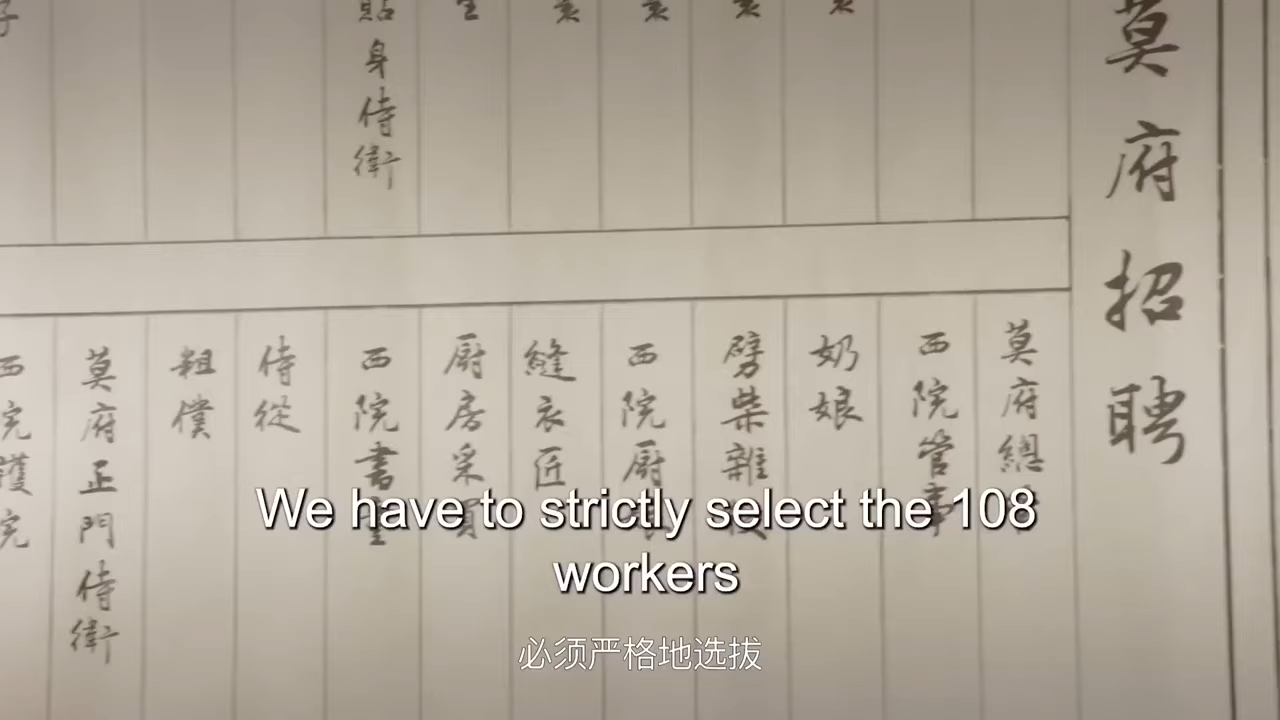 莫府招聘
貼身侍衛
莫府總
西院管事
奶娘
劈柴雜役
西院厨
縫衣匠
厨房采買
西院書童
侍從
粗僕
莫府正門侍衛
西院護院
We have to strictly select the 108
workers
必须严格地选拔